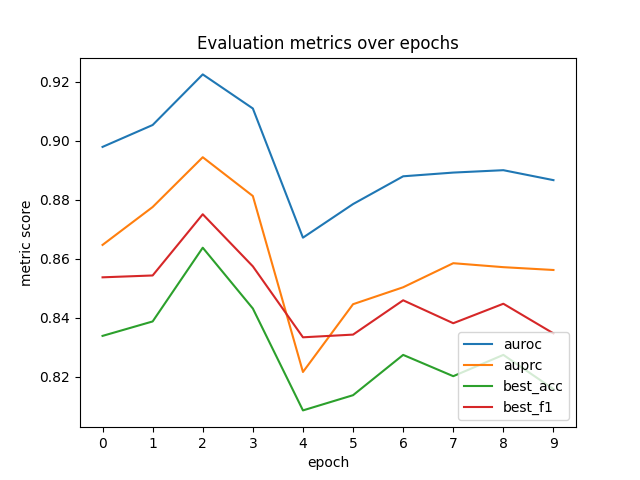 Evaluation metrics over epochs
metric score
0.92
0.90
0.88
0.86
0.84
0.82
auroc
auprc
best_acc
best_f1
0 1 2 3 4 5 6 7 8 9
epoch